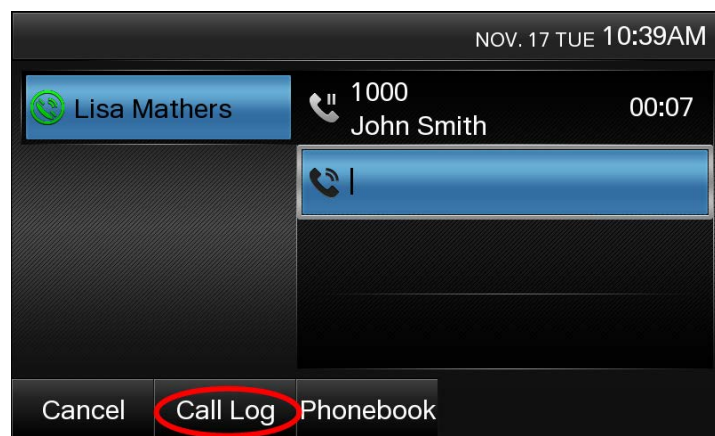 NOV. 17 TUE 10:39AM
Lisa Mathers
1000
John Smith
00:07
Cancel
Call Log
Phonebook